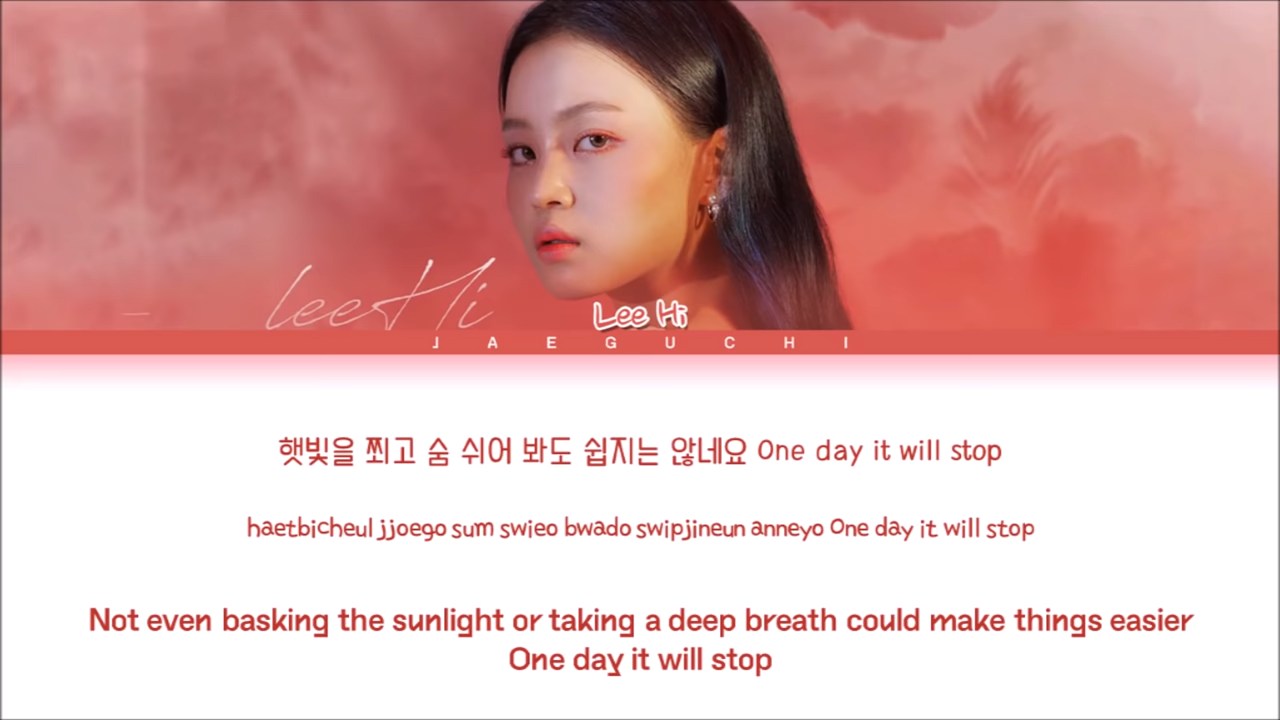 leeHi
Lee Hi
JAEGUCHI
햇빛을 쬐고 숨 쉬어 봐도 쉽지는 않네요 One day it will stop
haetbicheul jjoego sum swieo bwado swipjineun anneyo One day it will stop
Not even basking the sunlight or taking a deep breath could make things easier
One day it will stop